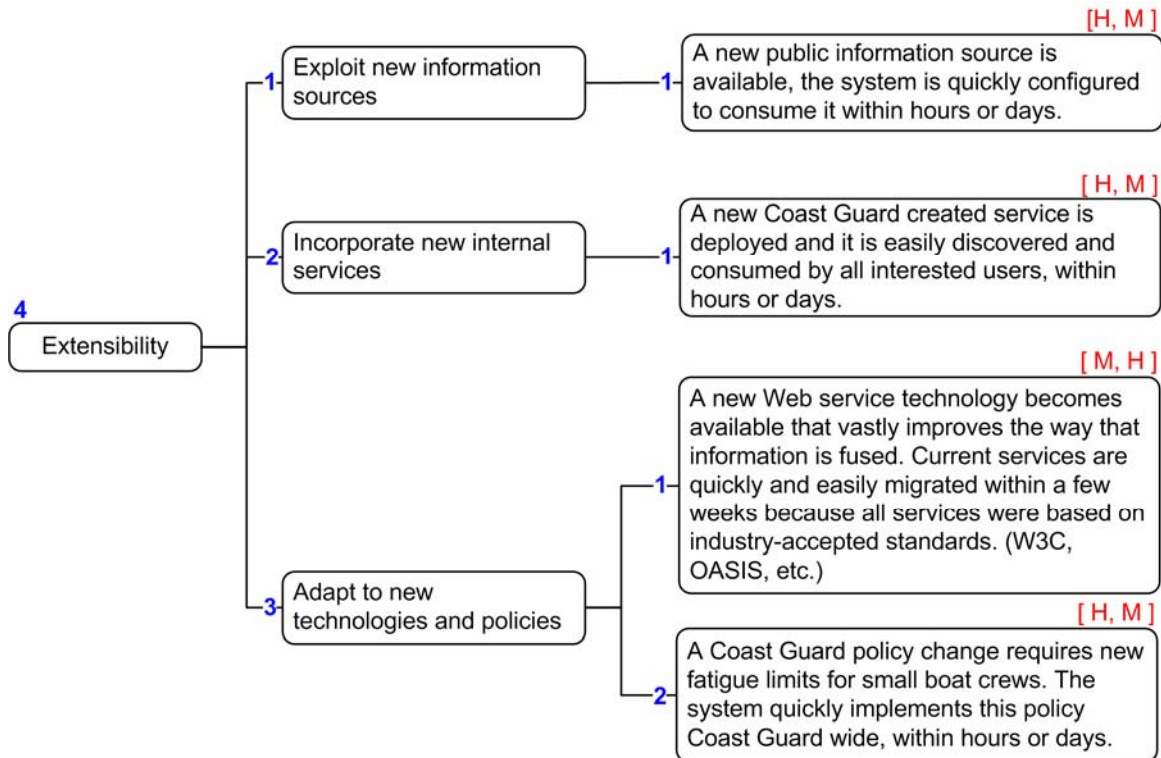 4
Extensibility
1
Exploit new information
sources
1
[H, M ]
A new public information source is
available, the system is quickly configured
to consume it within hours or days.
2
Incorporate new internal
services
1
[ H, M ]
A new Coast Guard created service is
deployed and it is easily discovered and
consumed by all interested users, within
hours or days.
3
Adapt to new
technologies and policies
1
[ M, H ]
A new Web service technology becomes
available that vastly improves the way that
information is fused. Current services are
quickly and easily migrated within a few
weeks because all services were based on
industry-accepted standards. (W3C,
OASIS, etc.)
2
[ H, M ]
A Coast Guard policy change requires new
fatigue limits for small boat crews. The
system quickly implements this policy
Coast Guard wide, within hours or days.